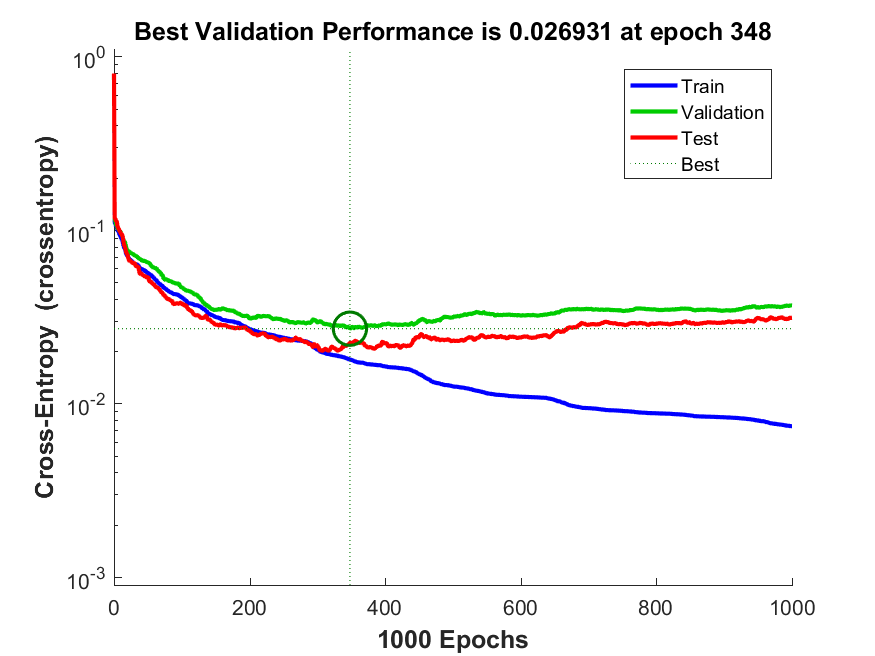 Best Validation Performance is 0.026931 at epoch 348
Cross-Entropy (crossentropy)
10^0
10^-1
10^-2
10^-3
Train
Validation
Test
Best
0 200 400 600 800 1000
1000 Epochs